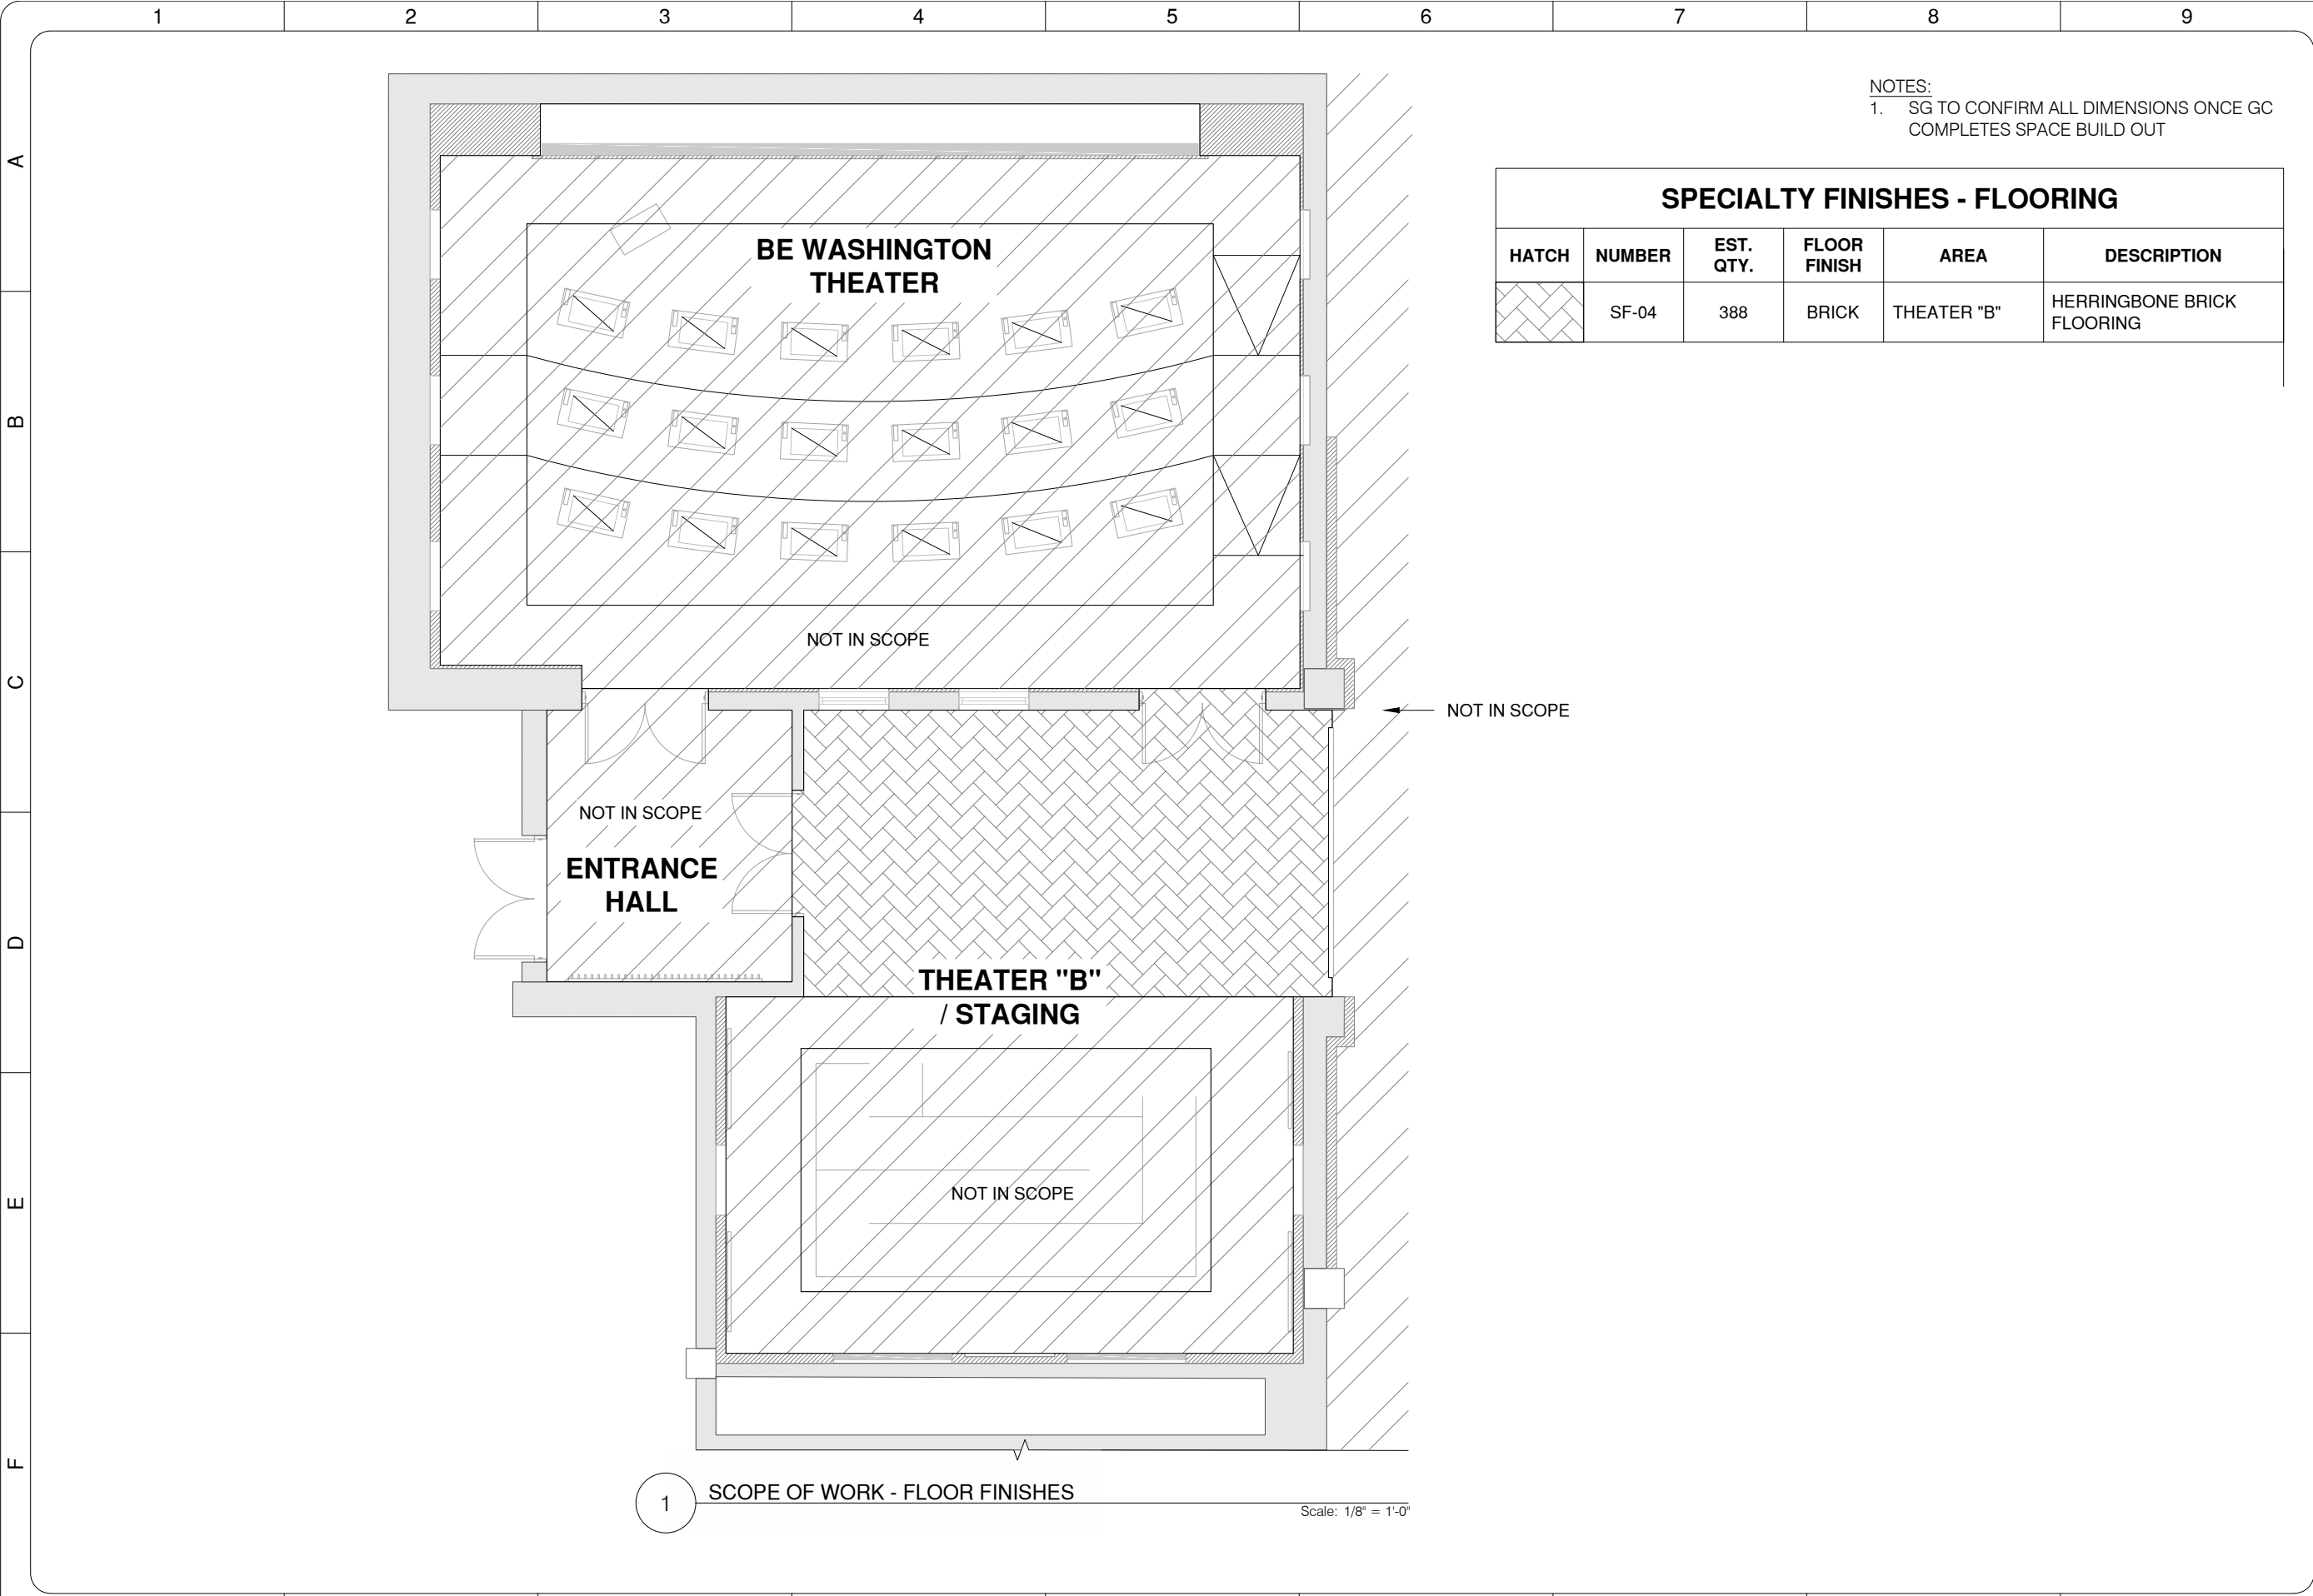 1 2 3 4 5 6 7 8 9
A
B
C
D
E
F
NOTES:
1. SG TO CONFIRM ALL DIMENSIONS ONCE GC
COMPLETES SPACE BUILD OUT
SPECIALTY FINISHES - FLOORING
HATCH NUMBER EST. QTY. FLOOR FINISH AREA DESCRIPTION
SF-04 388 BRICK THEATER "B" HERRINGBONE BRICK
FLOORING
BE WASHINGTON
THEATER
NOT IN SCOPE
NOT IN SCOPE
NOT IN SCOPE
ENTRANCE
HALL
THEATER "B"
/ STAGING
NOT IN SCOPE
1
SCOPE OF WORK - FLOOR FINISHES
Scale: 1/8" = 1'-0"